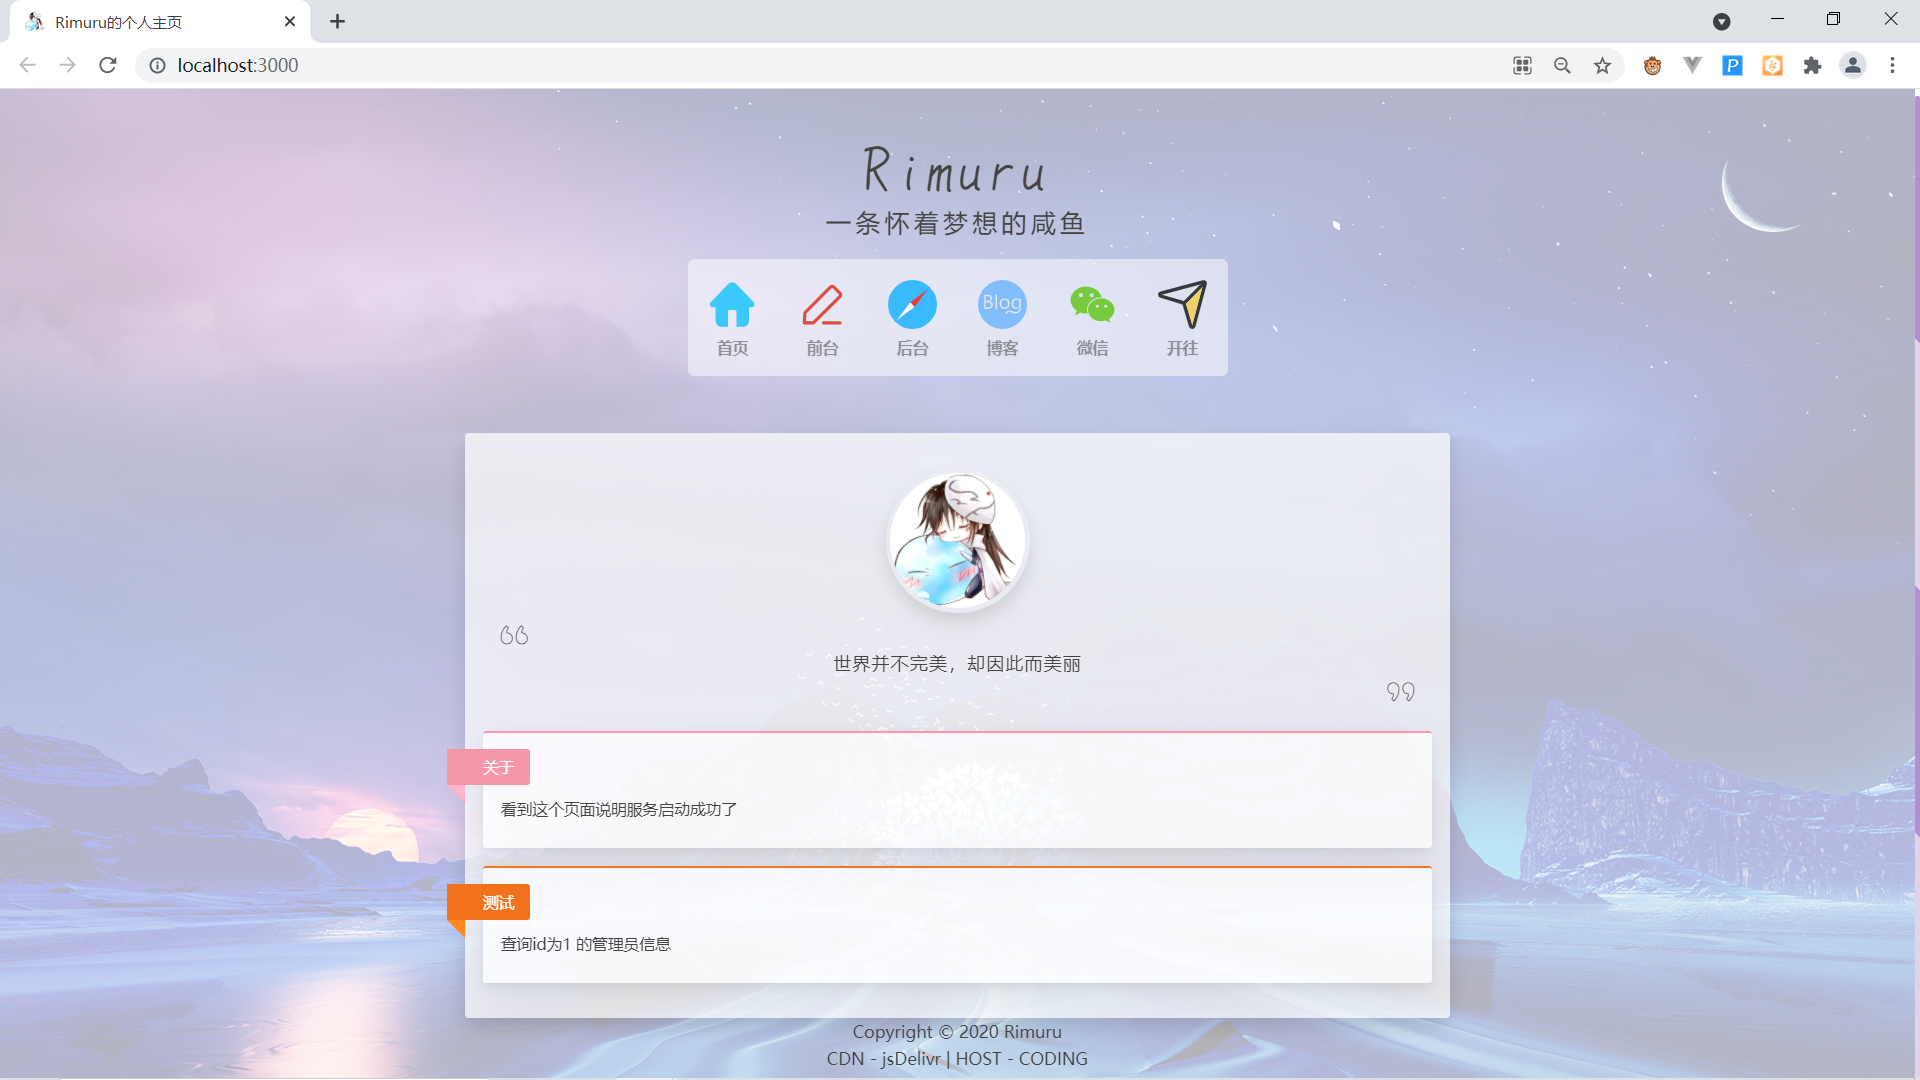 Rimuru的个人主页
localhost:3000
Rimuru
一条怀着梦想的咸鱼
Blog
首页 前台 后台 博客 微信 开往
世界并不完美，却因此而美丽
关于
看到这个页面说明服务启动成功了
测试
查询id为1 的管理员信息
Copyright © 2020 Rimuru
CDN - jsDelivr | HOST - CODING